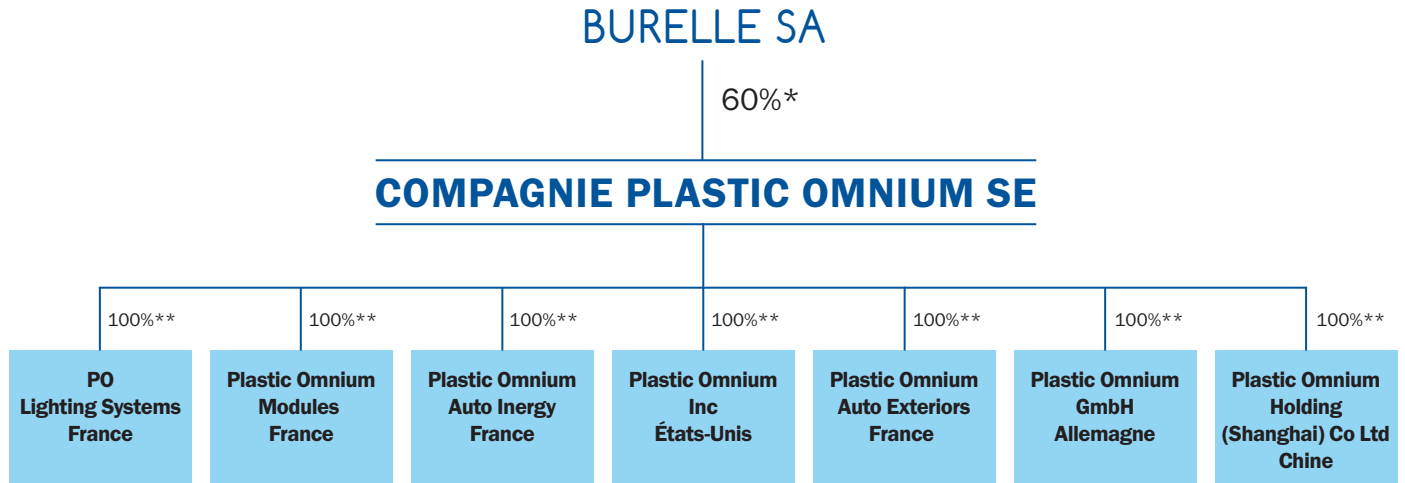 BURELLE SA
60%*
COMPAGNIE PLASTIC OMNIUM SE
100%**
100%**
100%**
100%**
100%**
100%**
100%**
PO
Lighting Systems
France
Plastic Omnium
Modules
France
Plastic Omnium
Auto Inergy
France
Plastic Omnium
Inc
États-Unis
Plastic Omnium
Auto Exteriors
France
Plastic Omnium
GmbH
Allemagne
Plastic Omnium
Holding
(Shanghai) Co Ltd
Chine